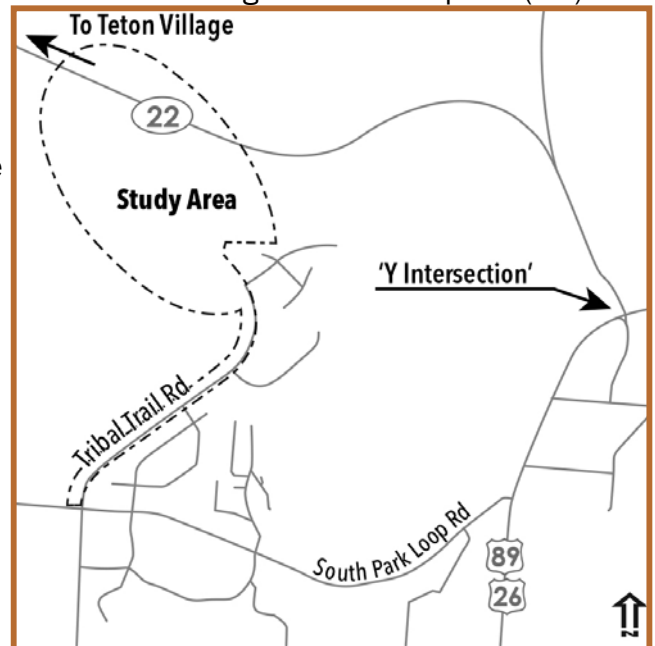 To Teton Village
22
Study Area
'Y Intersection'
Tribal Trail Rd
South Park Loop Rd
89
26
N